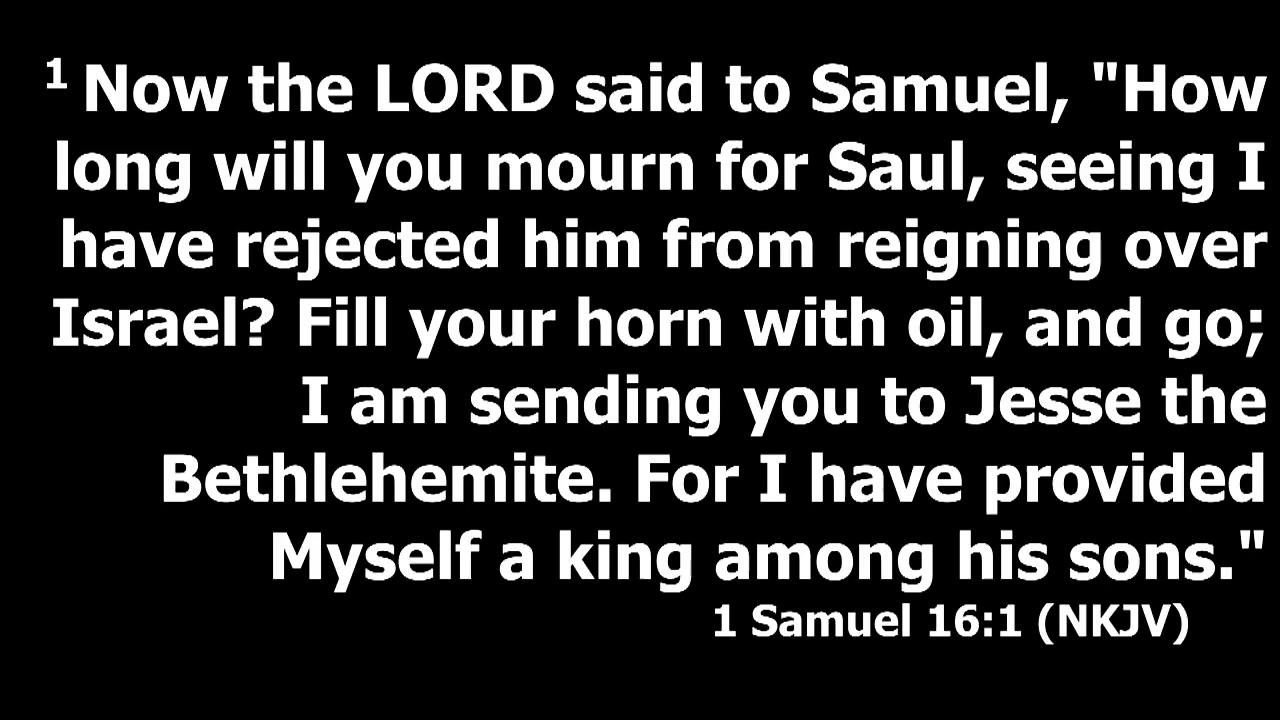 1 Now the LORD said to Samuel, "How
long will you mourn for Saul, seeing I
have rejected him from reigning over
Israel? Fill your horn with oil, and go;
I am sending you to Jesse the
Bethlehemite. For I have provided
Myself a king among his sons."
1 Samuel 16:1 (NKJV)